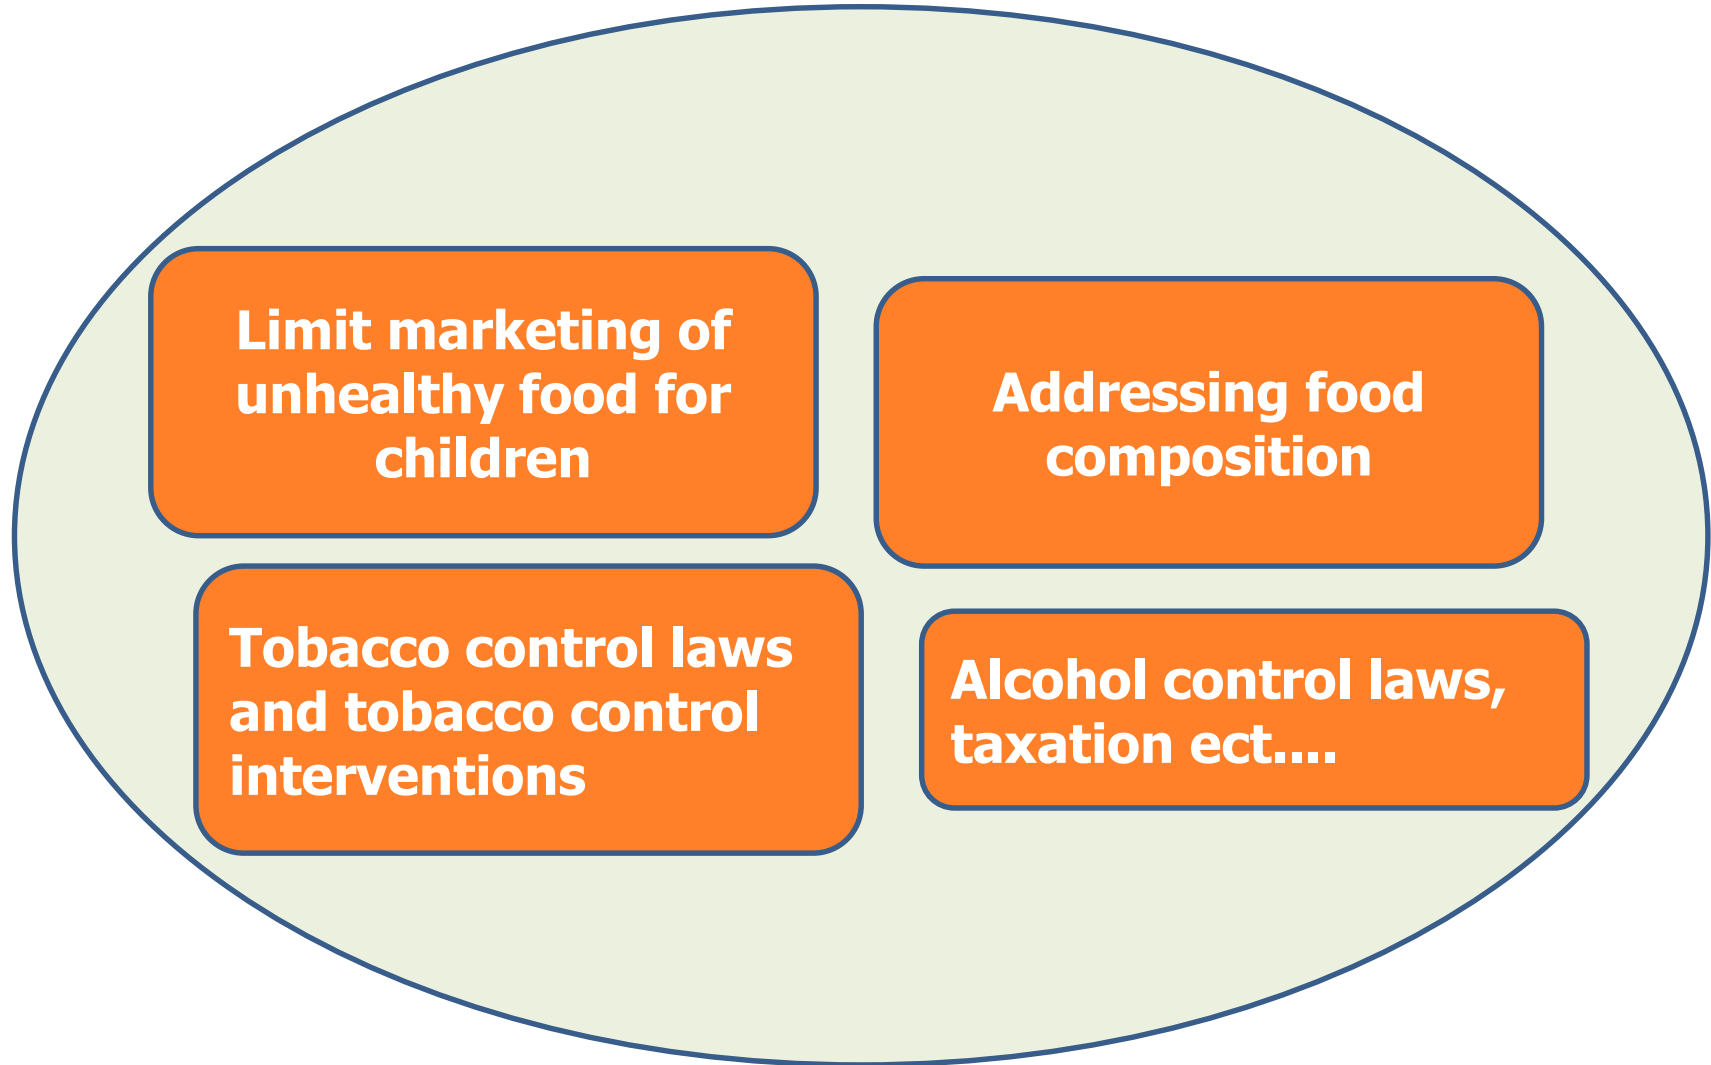 Limit marketing of
unhealthy food for
children
Addressing food
composition
Tobacco control laws
and tobacco control
interventions
Alcohol control laws,
taxation ect....